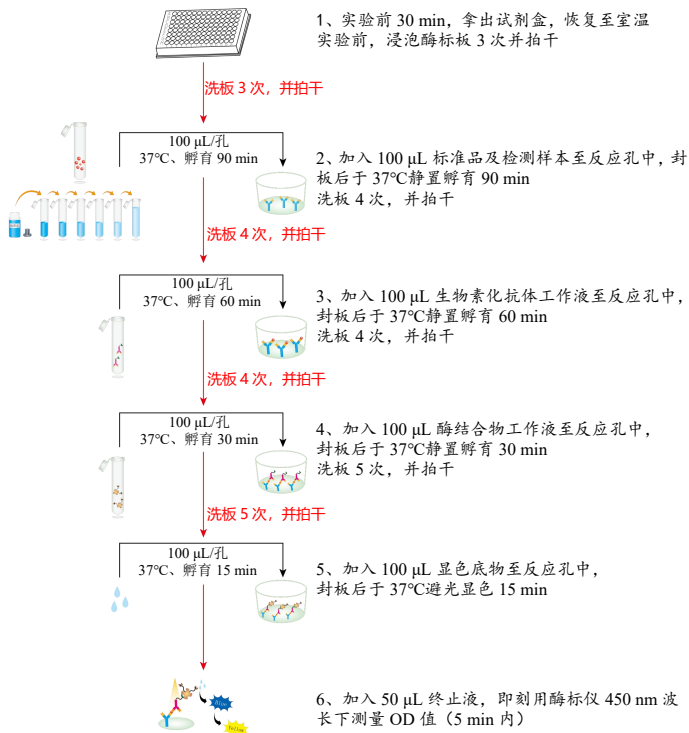 1、实验前 30 min，拿出试剂盒，恢复至室温
实验前，浸泡酶标板 3 次并拍干
洗板 3 次，并拍干
100 μL/孔
37℃、孵育 90 min
2、加入 100 μL 标准品及检测样本至反应孔中，封
板后于 37℃静置孵育 90 min
洗板 4 次，并拍干
洗板 4 次，并拍干
100 μL/孔
37℃、孵育 60 min
3、加入 100 μL 生物素化抗体工作液至反应孔中，
封板后于 37℃静置孵育 60 min
洗板 4 次，并拍干
洗板 4 次，并拍干
100 μL/孔
37℃、孵育 30 min
4、加入 100 μL 酶结合物工作液至反应孔中，
封板后于 37℃静置孵育 30 min
洗板 5 次，并拍干
洗板 5 次，并拍干
100 μL/孔
37℃、孵育 15 min
5、加入 100 μL 显色底物至反应孔中，
封板后于 37℃避光显色 15 min
Blue
Yellow
6、加入 50 μL 终止液，即刻用酶标仪 450 nm 波
长下测量 OD 值（5 min 内）